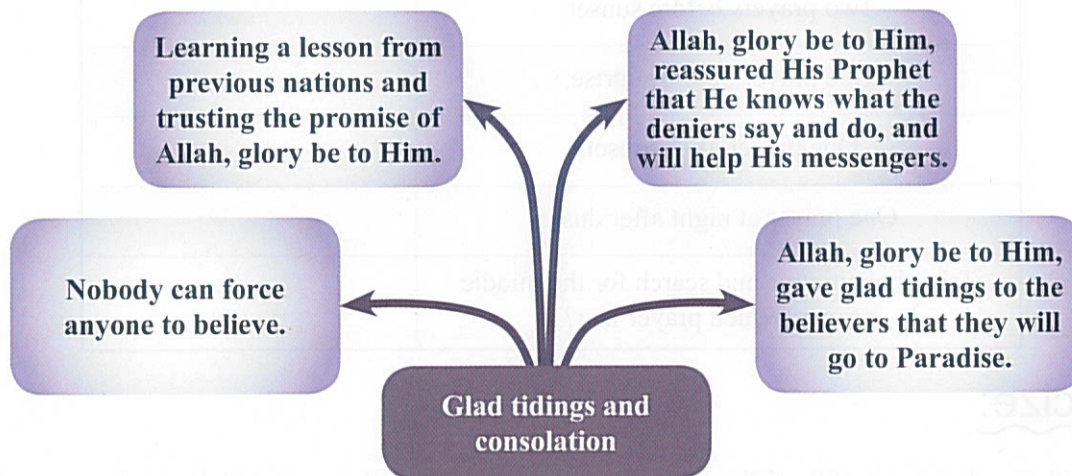 Learning a lesson from
previous nations and
trusting the promise of
Allah, glory be to Him.
Allah, glory be to Him,
reassured His Prophet
that He knows what the
deniers say and do, and
will help His messengers.
Nobody can force
anyone to believe.
Allah, glory be to Him,
gave glad tidings to the
believers that they will
go to Paradise.
Glad tidings and
consolation